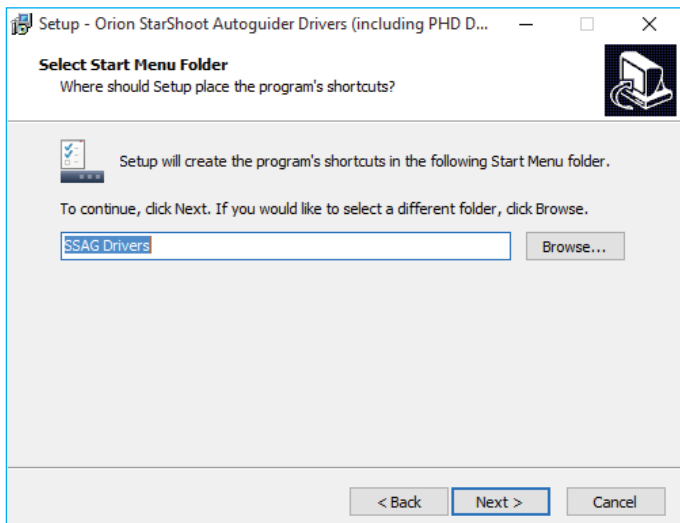 Setup - Orion StarShoot Autoguider Drivers (including PHD D...
Select Start Menu Folder
Where should Setup place the program's shortcuts?
Setup will create the program's shortcuts in the following Start Menu folder.
To continue, click Next. If you would like to select a different folder, click Browse.
SSAG Drivers
Browse...
< Back
Next >
Cancel